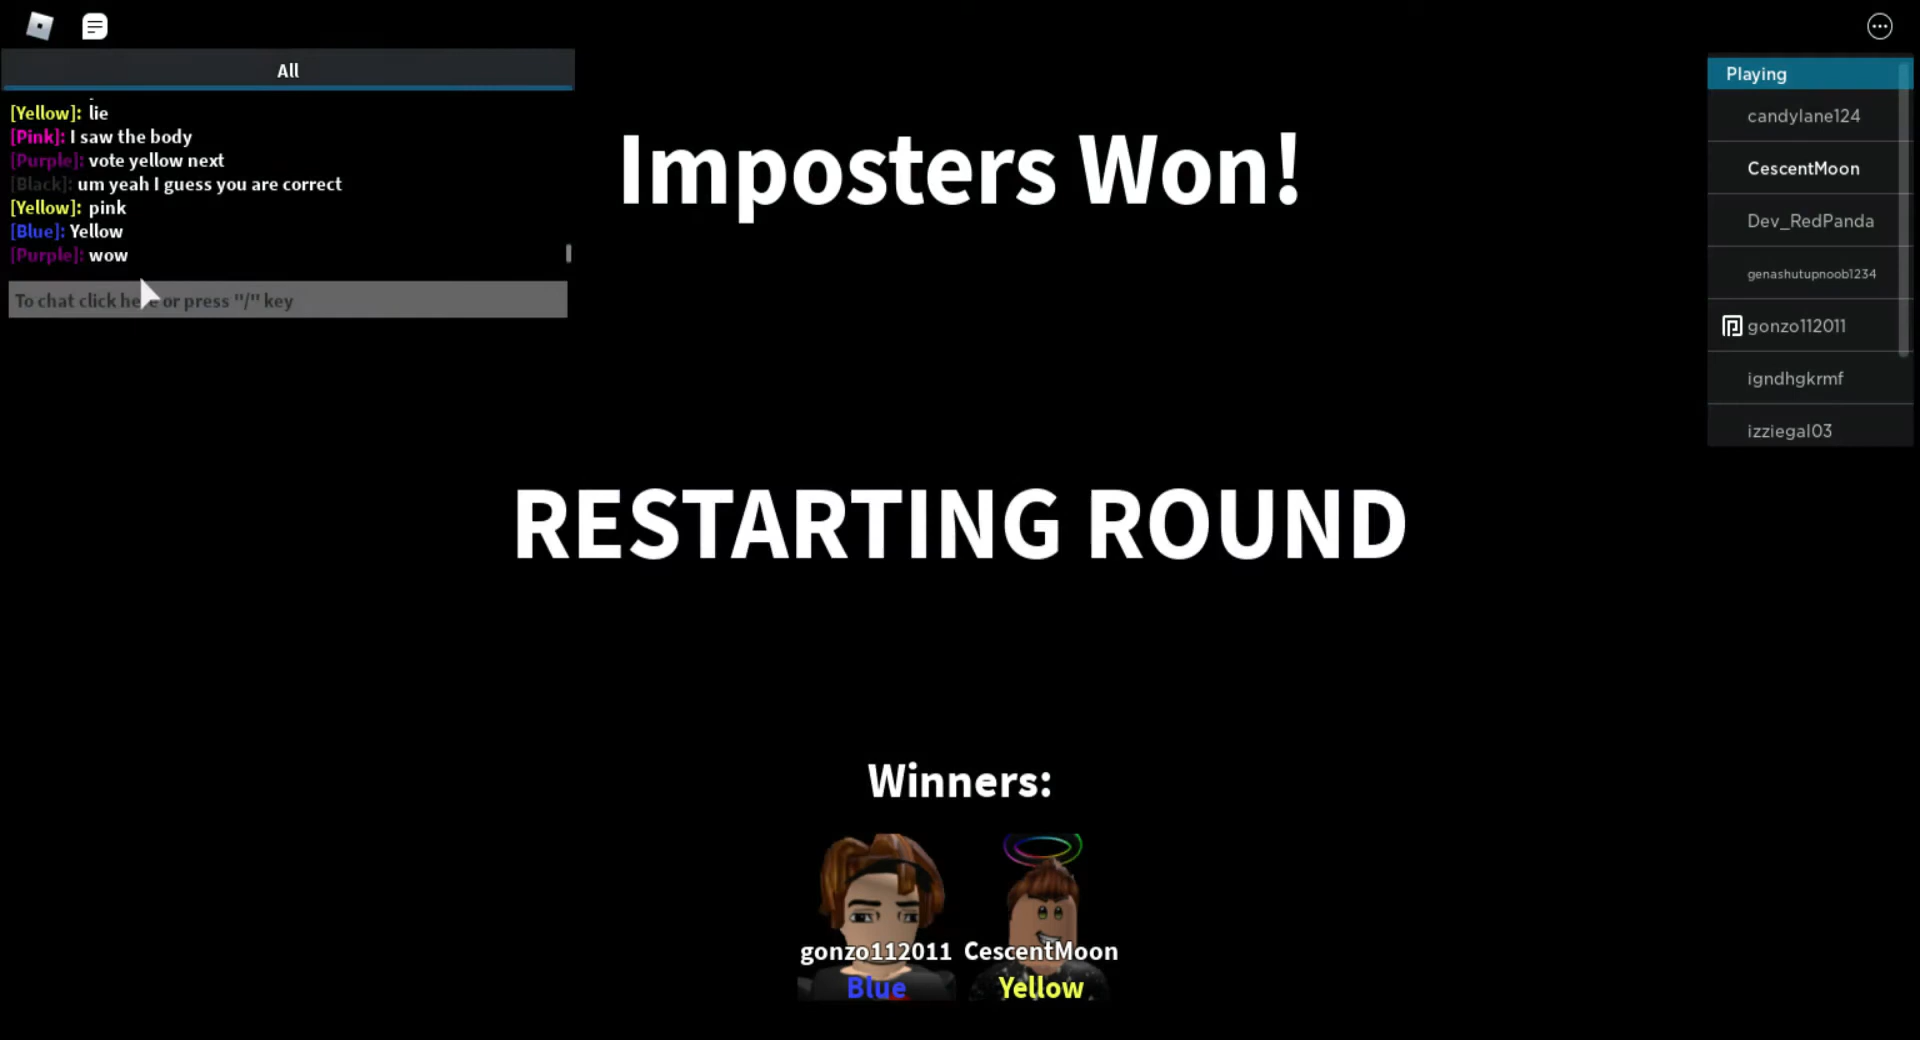 All
[Yellow]: lie
[Pink]: I saw the body
[Purple]: vote yellow next
[Black]: um yeah I guess you are correct
[Yellow]: pink
[Blue]: Yellow
[Purple]: wow
To chat click here or press "/" key
Imposters Won!
RESTARTING ROUND
Winners:
gonzo112011 CescentMoon
Blue Yellow
Playing
candylane124
CescentMoon
Dev_RedPanda
genashutupnoob1234
gonzo112011
igndhgkrmf
izziegal03